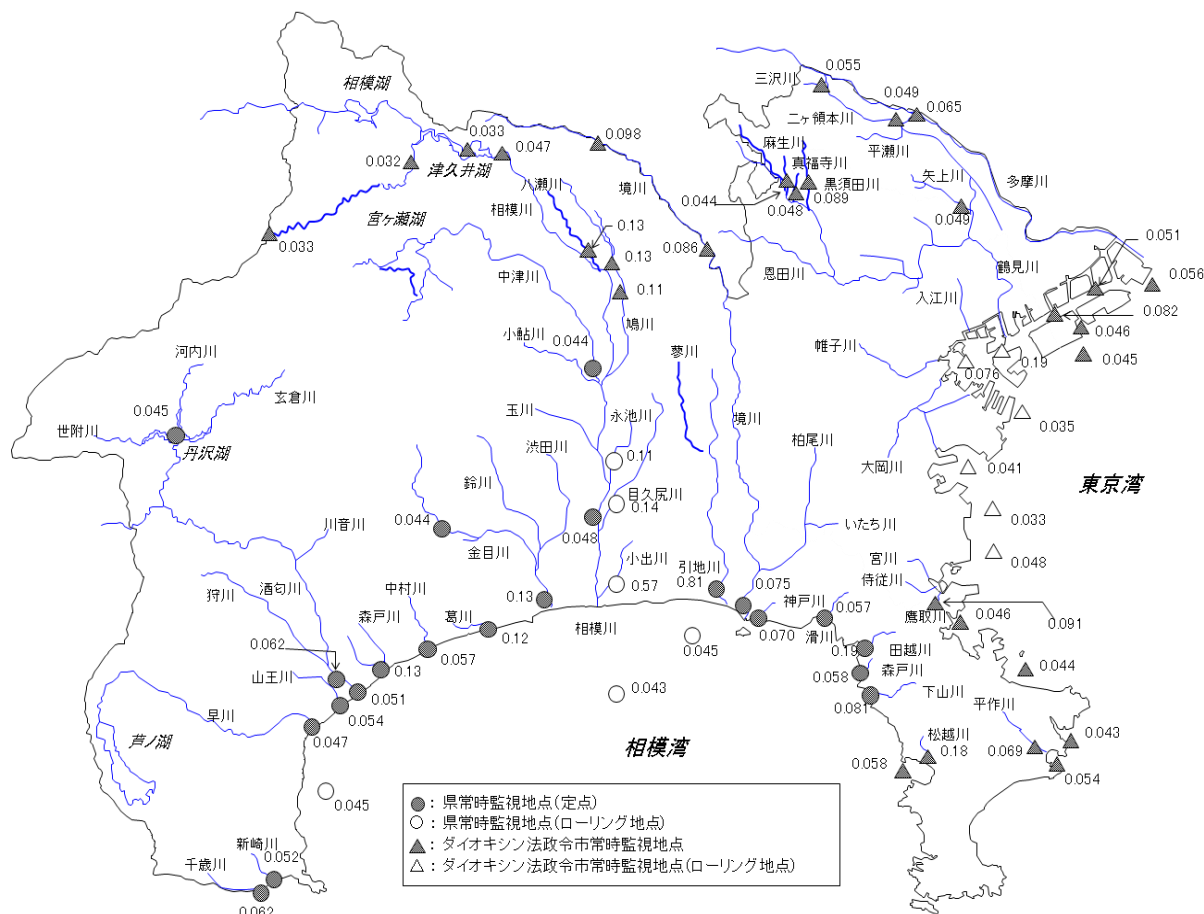 0.055
三沢川
0.049
0.065
相模湖
二ヶ領本川
0.098
麻生川
平瀬川
0.033
0.047
真福寺川
0.032
津久井湖
矢上川
多摩川
八瀬川
境川
黒須田川
0.044
0.048
0.089
0.049
相模川
宮ヶ瀬湖
0.13
0.033
0.086
0.051
0.13
鶴見川
中津川
恩田川
0.056
0.11
入江川
0.082
鳩川
小鮎川
0.044
0.046
帷子川
蓼川
0.19
0.045
河内川
0.076
玄倉川
0.045
玉川
永池川
境川
0.035
世附川
柏尾川
丹沢湖
渋田川
0.11
大岡川
0.041
鈴川
目久尻川
東京湾
0.14
0.044
0.033
川音川
0.048
いたち川
金目川
0.048
小出川
宮川
引地川
酒匂川
中村川
0.81
0.075
侍従川
狩川
0.57
神戸川
0.057
森戸川
0.13
鷹取川
0.046
葛川
相模川
0.091
0.062
0.12
0.070
滑川
0.057
0.045
0.19
田越川
山王川
0.13
森戸川
0.044
0.051
0.058
0.043
下山川
平作川
0.054
0.081
早川
0.047
松越川
0.043
芦ノ湖
相模湾
0.18
0.069
0.058
0.054
0.045
●：県常時監視地点(定点)
○：県常時監視地点(ローリング地点)
▲：ダイオキシン法政令市常時監視地点
△：ダイオキシン法政令市常時監視地点(ローリング地点)
新崎川
0.052
千歳川
0.062